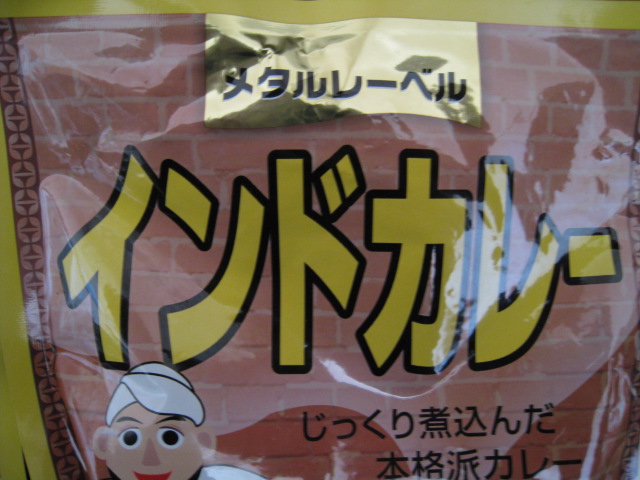 メタルレーベル
インドカレー
じっくり煮込んだ
本格派カレー